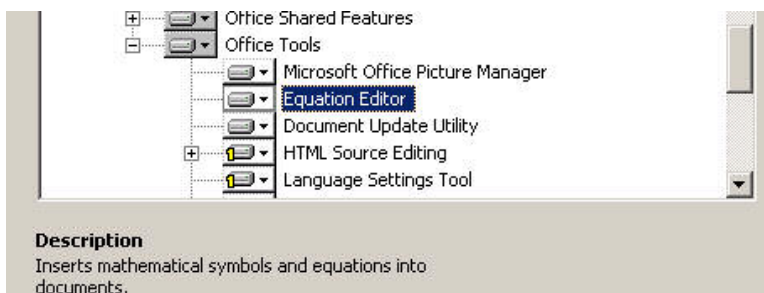 Office Shared Features
Office Tools
Microsoft Office Picture Manager
Equation Editor
Document Update Utility
HTML Source Editing
Language Settings Tool
Description
Inserts mathematical symbols and equations into
documents.